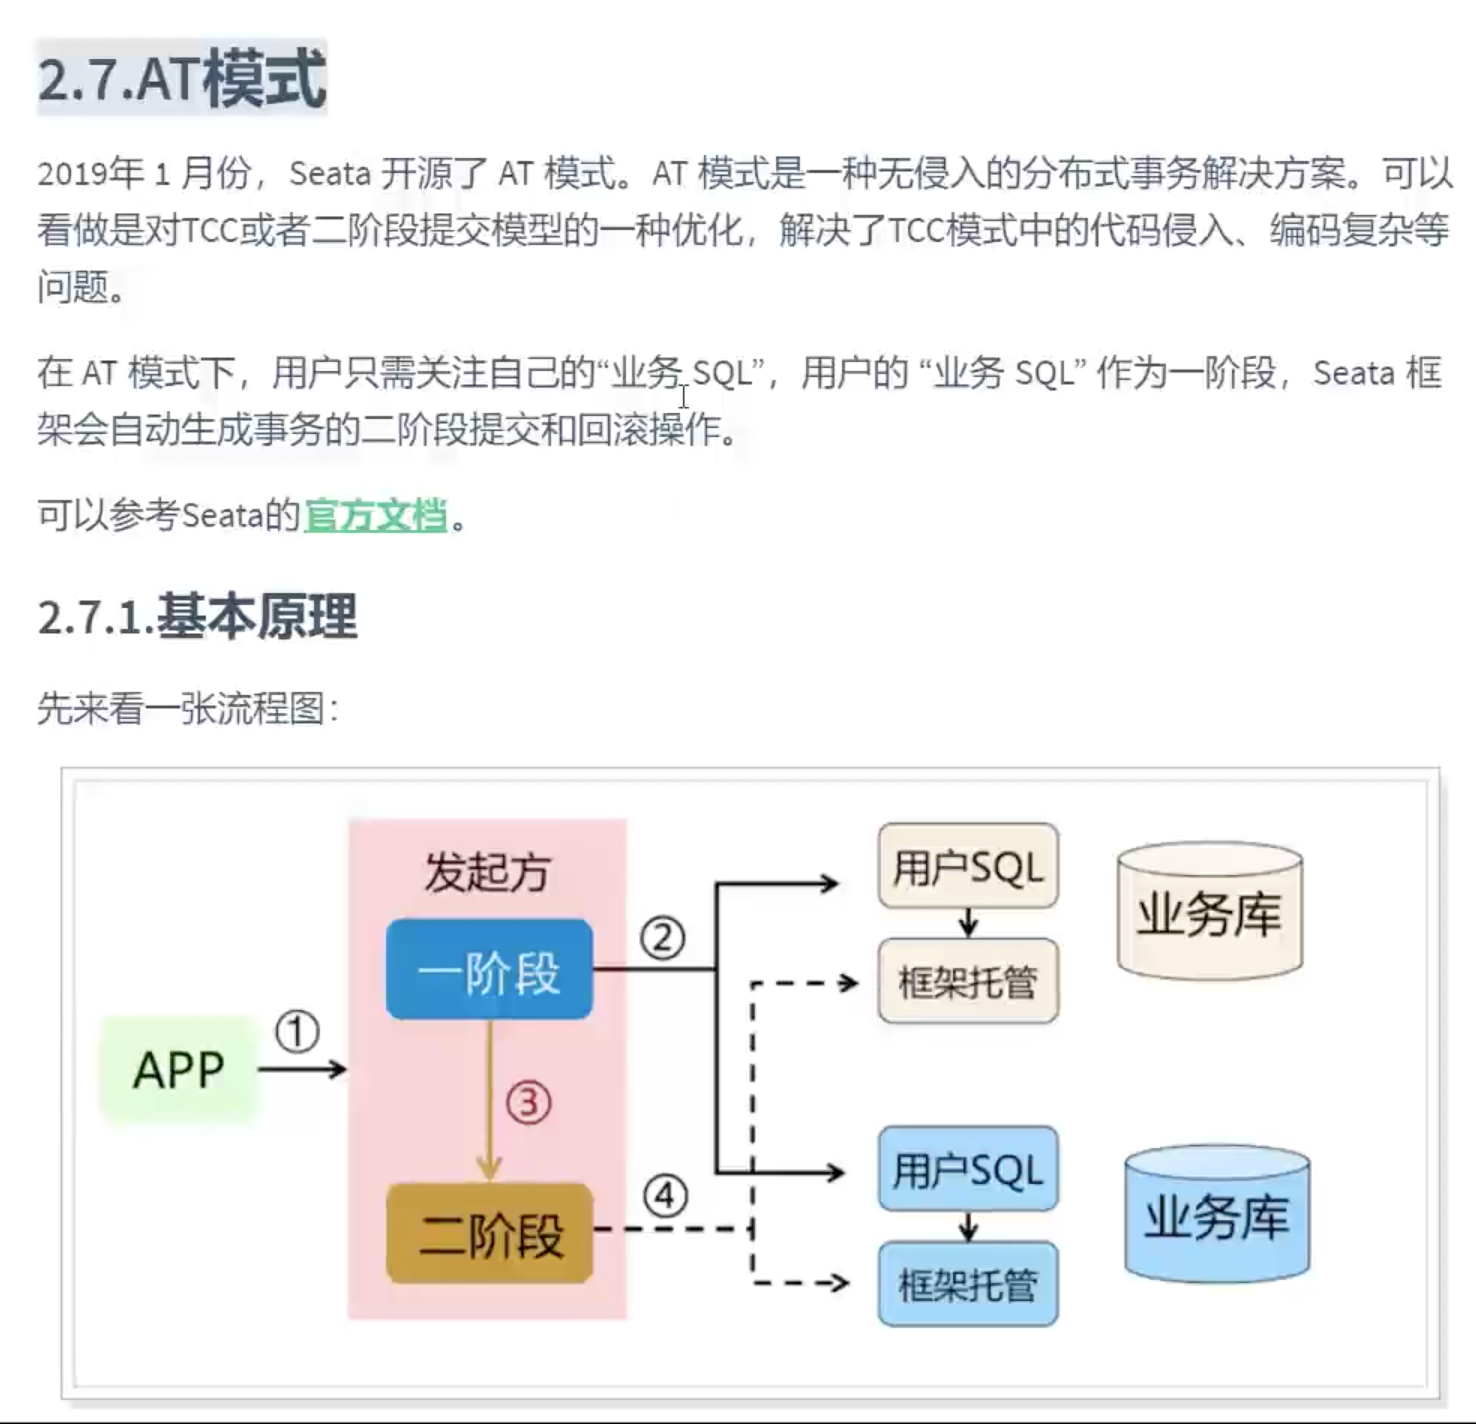 2.7.AT模式
2019年 1 月份，Seata 开源了 AT 模式。AT 模式是一种无侵入的分布式事务解决方案。可以
看做是对TCC或者二阶段提交模型的一种优化，解决了TCC模式中的代码侵入、编码复杂等
问题。
在 AT 模式下，用户只需关注自己的“业务 SQL”，用户的 “业务 SQL” 作为一阶段，Seata 框
架会自动生成事务的二阶段提交和回滚操作。
可以参考Seata的官方文档。
2.7.1.基本原理
先来看一张流程图：
发起方
用户SQL
业务库
②
一阶段
框架托管
①
APP
③
用户SQL
④
业务库
二阶段
框架托管